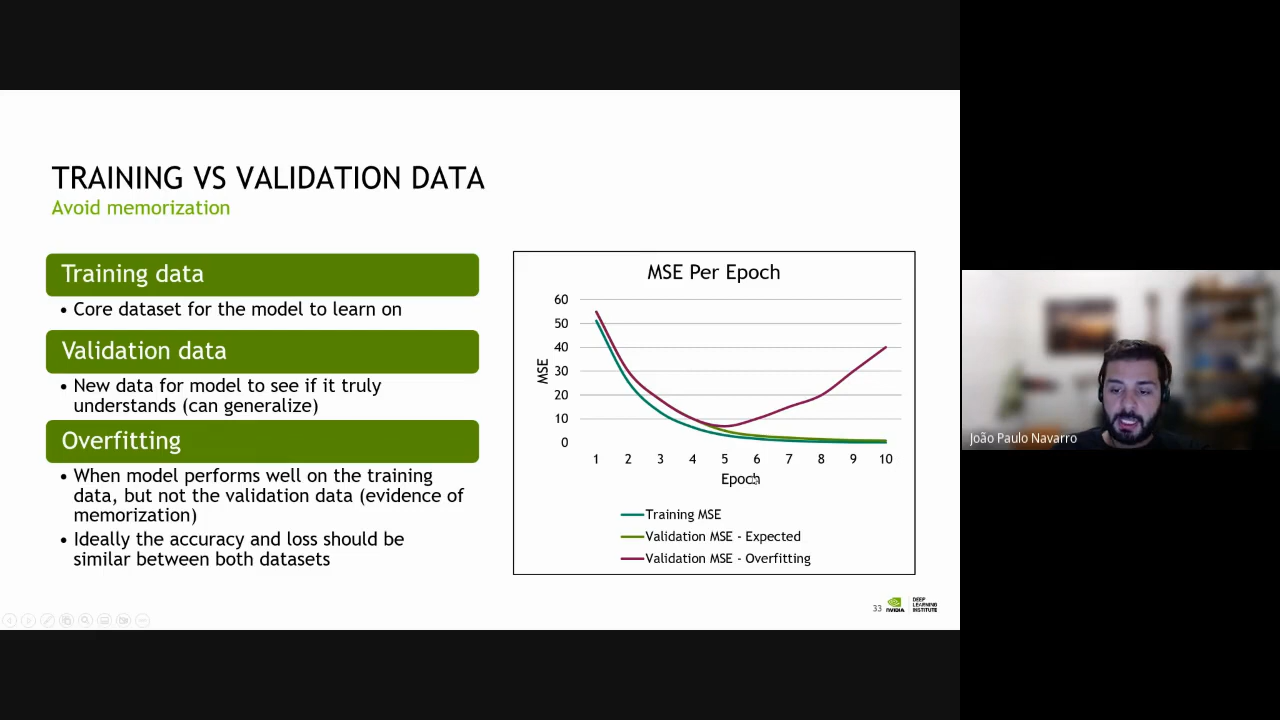 TRAINING VS VALIDATION DATA
Avoid memorization
Training data
• Core dataset for the model to learn on
Validation data
• New data for model to see if it truly
understands (can generalize)
Overfitting
• When model performs well on the training
data, but not the validation data (evidence of
memorization)
• Ideally the accuracy and loss should be
similar between both datasets
MSE Per Epoch
60
50
40
30
20
10
0
MSE
1 2 3 4 5 6 7 8 9 10
Epoch
Training MSE
Validation MSE - Expected
Validation MSE - Overfitting
33
NVIDIA
DEEP
LEARNING
INSTITUTE
João Paulo Navarro